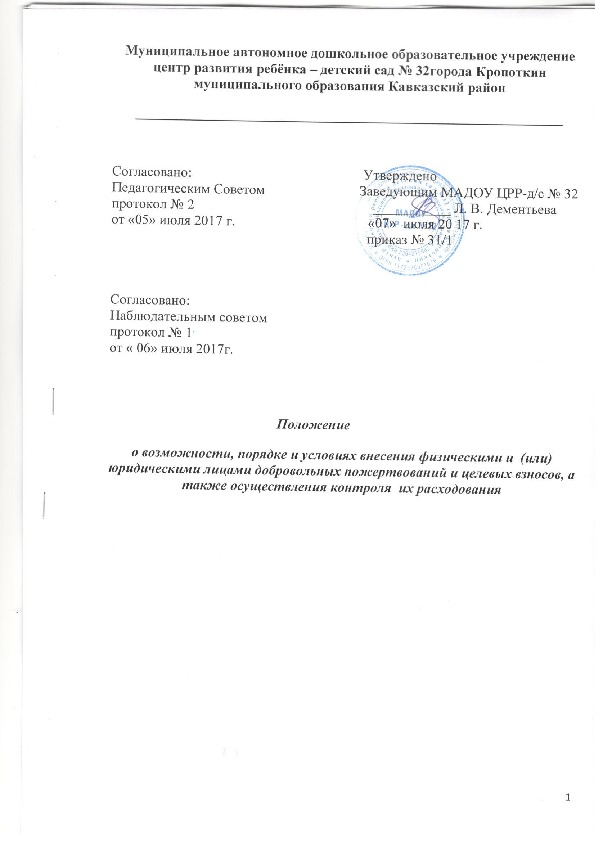 Муниципальное автономное дошкольное образовательное учреждение
центр развития ребёнка – детский сад № 32города Кропоткин
муниципального образования Кавказский район
Согласовано:
Педагогическим Советом
протокол № 2
от «05» июля 2017 г.
Утверждено
Заведующим МАДОУ ЦРР-д/с № 32
Л. В. Дементьева
«07» июля 20 17 г.
приказ № 31/1
МАДОУ
Согласовано:
Наблюдательным советом
протокол № 1
от « 06» июля 2017г.
Положение
о возможности, порядке и условиях внесения физическими и (или)
юридическими лицами добровольных пожертвований и целевых взносов, а
также осуществления контроля их расходования
1